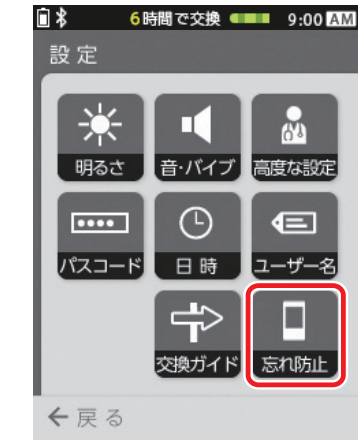 6時間で交換 9:00 AM
設定
明るさ 音・バイブ 高度な設定
パスコード 日時 ユーザー名
交換ガイド 忘れ防止
戻る